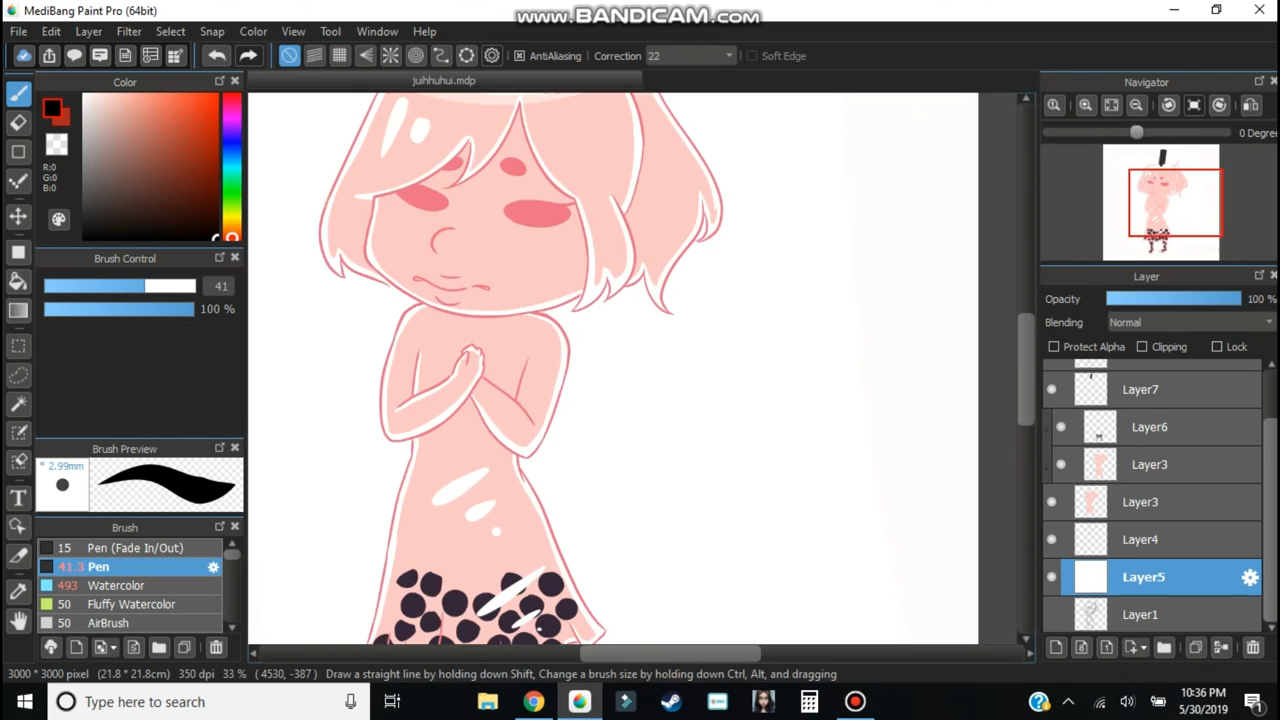 MediBang Paint Pro (64bit)
www.BANDICAM.com
File Edit View Layer Filter Select Snap Color View Tool Window Help
AntiAliasing Correction 22 Soft Edge
Color
juihhuhui.mdp
Navigator
R:0
G:0
B:0
0 Degree
Brush Control
41
100 %
Layer
Opacity 100 %
Blending Normal
Protect Alpha Clipping Lock
Layer7
Layer6
Layer3
Layer3
Layer4
Layer5
Layer1
Brush Preview
* 2.99mm
Brush
15 Pen (Fade In/Out)
41.3 Pen
493 Watercolor
50 Fluffy Watercolor
50 AirBrush
3000 * 3000 pixel (21.8 * 21.8cm) 350 dpi 33 % ( 4530, -387 ) Draw a straight line by holding down Shift, Change a brush size by holding down Ctrl, Alt, and dragging
Type here to search
10:36 PM
5/30/2019